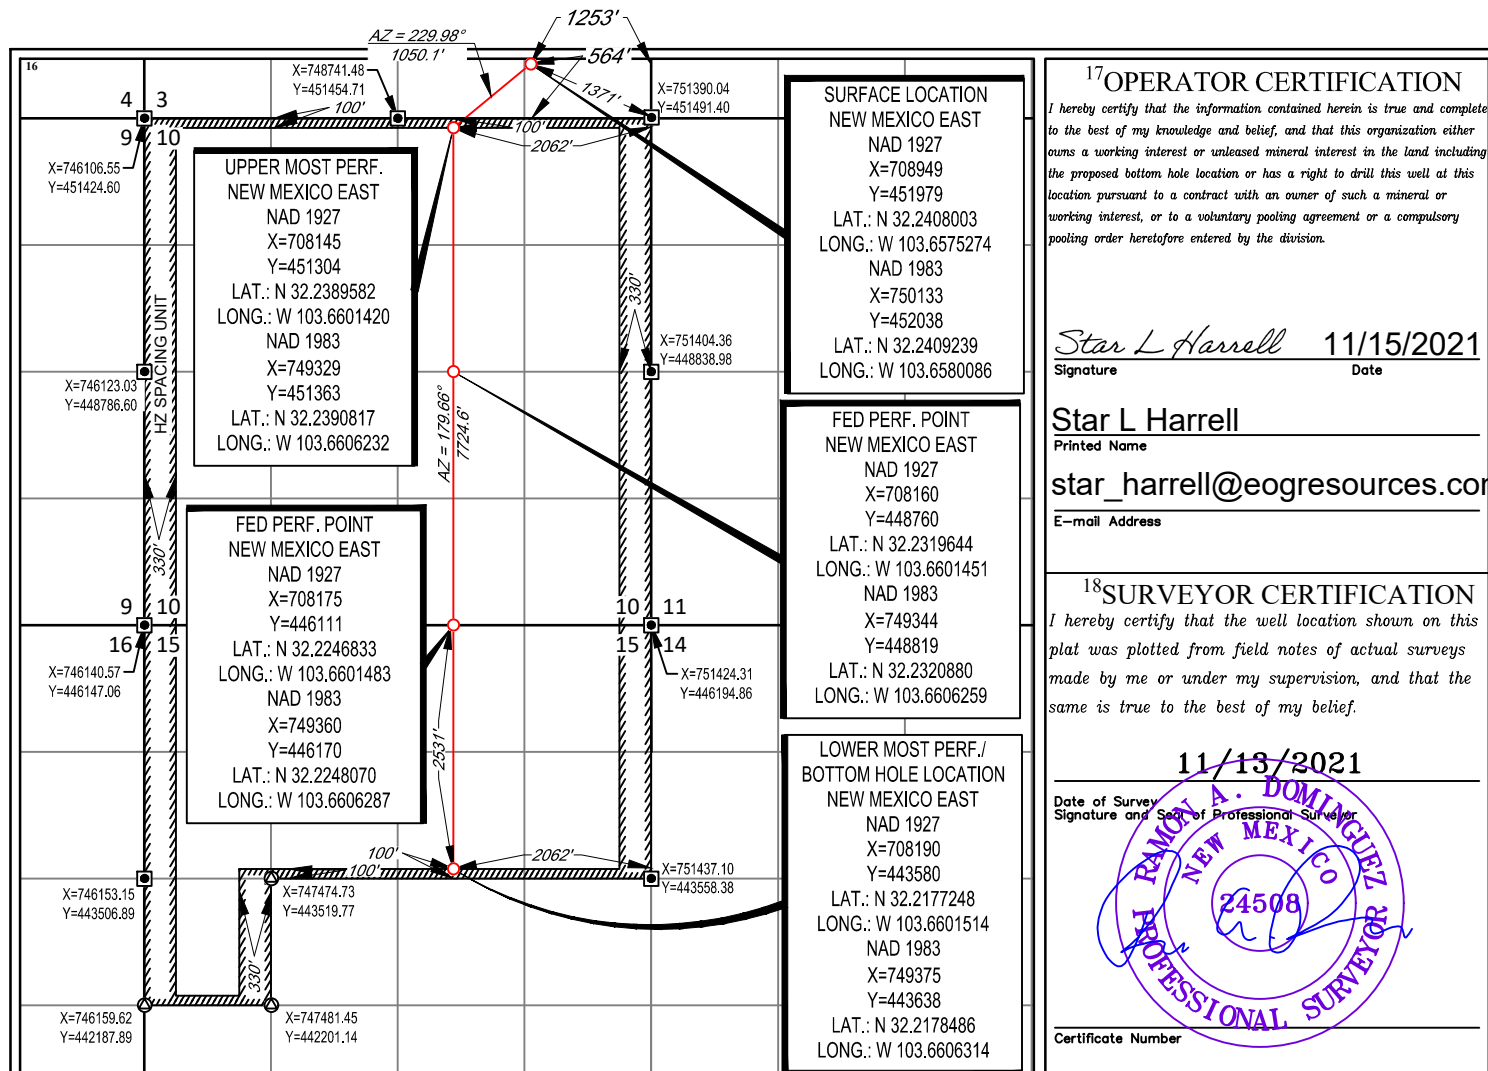 16
1253'
AZ = 229.98°
1050.1'
564'
X=748741.48
Y=451454.71
1371'
X=751390.04
Y=451491.40
4 3
9 10
100'
100'
2062'
X=746106.55
Y=451424.60
UPPER MOST PERF.
NEW MEXICO EAST
NAD 1927
X=708145
Y=451304
LAT.: N 32.2389582
LONG.: W 103.6601420
NAD 1983
X=749329
Y=451363
LAT.: N 32.2390817
LONG.: W 103.6606232
SURFACE LOCATION
NEW MEXICO EAST
NAD 1927
X=708949
Y=451979
LAT.: N 32.2408003
LONG.: W 103.6575274
NAD 1983
X=750133
Y=452038
LAT.: N 32.2409239
LONG.: W 103.6580086
HZ SPACING UNIT
330'
X=751404.36
Y=448838.98
X=746123.03
Y=448786.60
AZ = 179.66°
7724.6'
330'
FED PERF. POINT
NEW MEXICO EAST
NAD 1927
X=708160
Y=448760
LAT.: N 32.2319644
LONG.: W 103.6601451
NAD 1983
X=749344
Y=448819
LAT.: N 32.2320880
LONG.: W 103.6606259
FED PERF. POINT
NEW MEXICO EAST
NAD 1927
X=708175
Y=446111
LAT.: N 32.2246833
LONG.: W 103.6601483
NAD 1983
X=749360
Y=446170
LAT.: N 32.2248070
LONG.: W 103.6606287
9 10
16 15
10 11
15 14
X=746140.57
Y=446147.06
X=751424.31
Y=446194.86
2531'
LOWER MOST PERF./
BOTTOM HOLE LOCATION
NEW MEXICO EAST
NAD 1927
X=708190
Y=443580
LAT.: N 32.2177248
LONG.: W 103.6601514
NAD 1983
X=749375
Y=443638
LAT.: N 32.2178486
LONG.: W 103.6606314
100'
100'
2062'
X=751437.10
Y=443558.38
X=746153.15
Y=443506.89
X=747474.73
Y=443519.77
330'
X=746159.62
Y=442187.89
X=747481.45
Y=442201.14
17OPERATOR CERTIFICATION
I hereby certify that the information contained herein is true and complete
to the best of my knowledge and belief, and that this organization either
owns a working interest or unleased mineral interest in the land including
the proposed bottom hole location or has a right to drill this well at this
location pursuant to a contract with an owner of such a mineral or
working interest, or to a voluntary pooling agreement or a compulsory
pooling order heretofore entered by the division.
Star L Harrell 11/15/2021
Signature Date
Star L Harrell
Printed Name
star_harrell@eogresources.com
E-mail Address
18SURVEYOR CERTIFICATION
I hereby certify that the well location shown on this
plat was plotted from field notes of actual surveys
made by me or under my supervision, and that the
same is true to the best of my belief.
11/13/2021
Date of Survey
Signature and Seal of Professional Surveyor
RAMON A. DOMINGUEZ
NEW MEXICO
24508
PROFESSIONAL SURVEYOR
Certificate Number